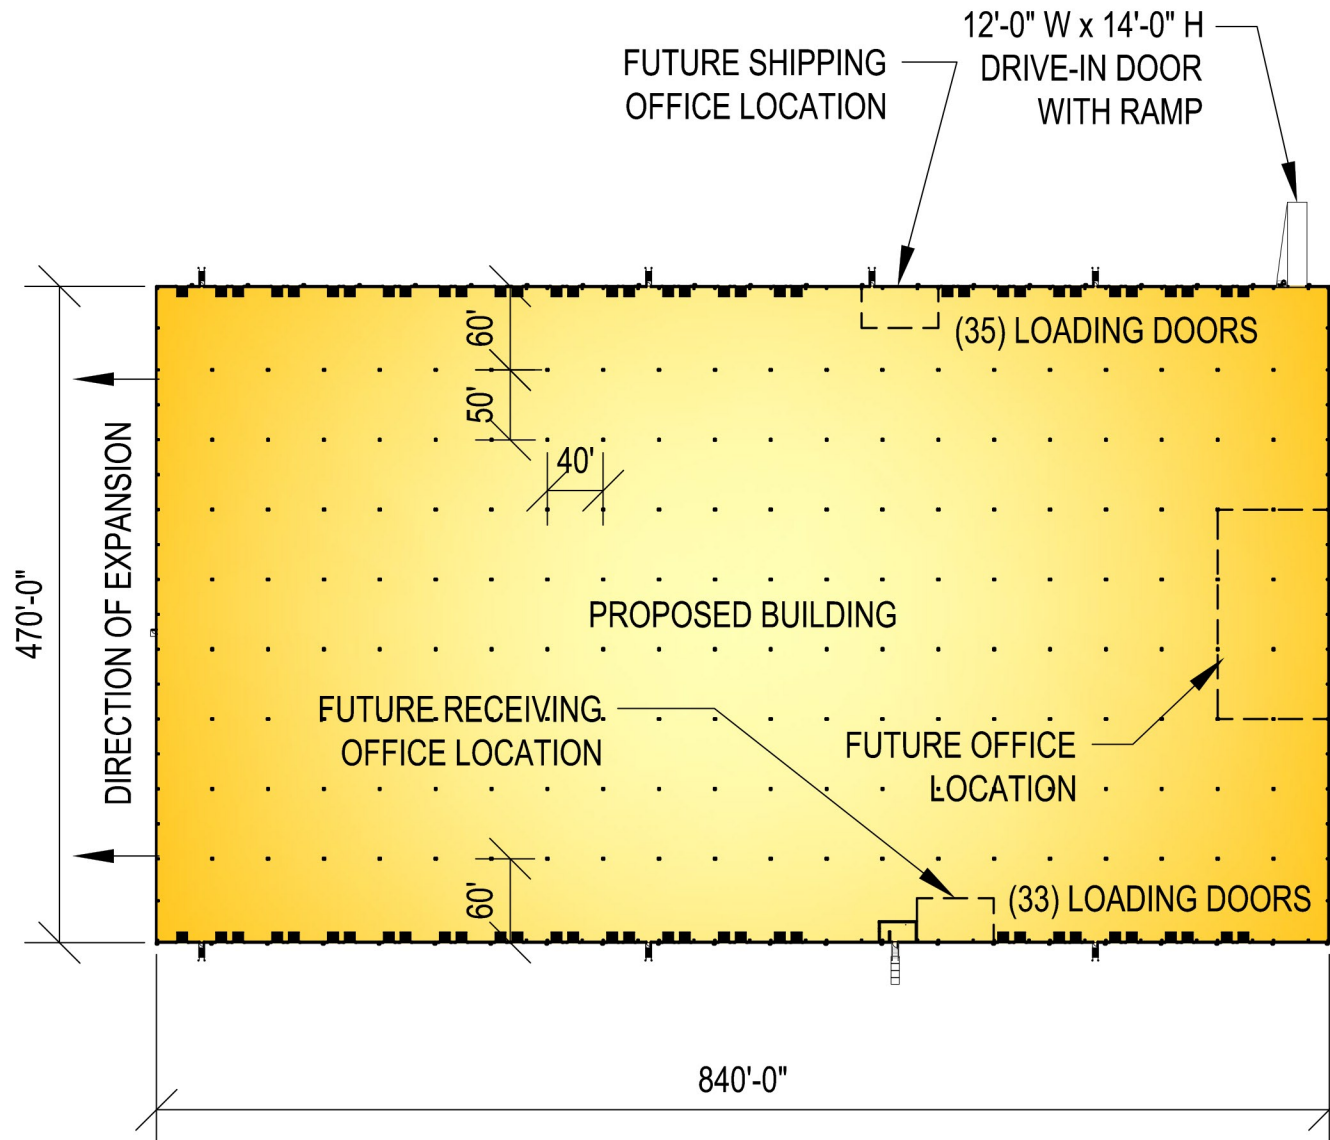 12'-0" W x 14'-0" H
DRIVE-IN DOOR
WITH RAMP
FUTURE SHIPPING
OFFICE LOCATION
(35) LOADING DOORS
60'
50'
40'
DIRECTION OF EXPANSION
470'-0"
PROPOSED BUILDING
FUTURE RECEIVING
OFFICE LOCATION
FUTURE OFFICE
LOCATION
60'
(33) LOADING DOORS
840'-0"